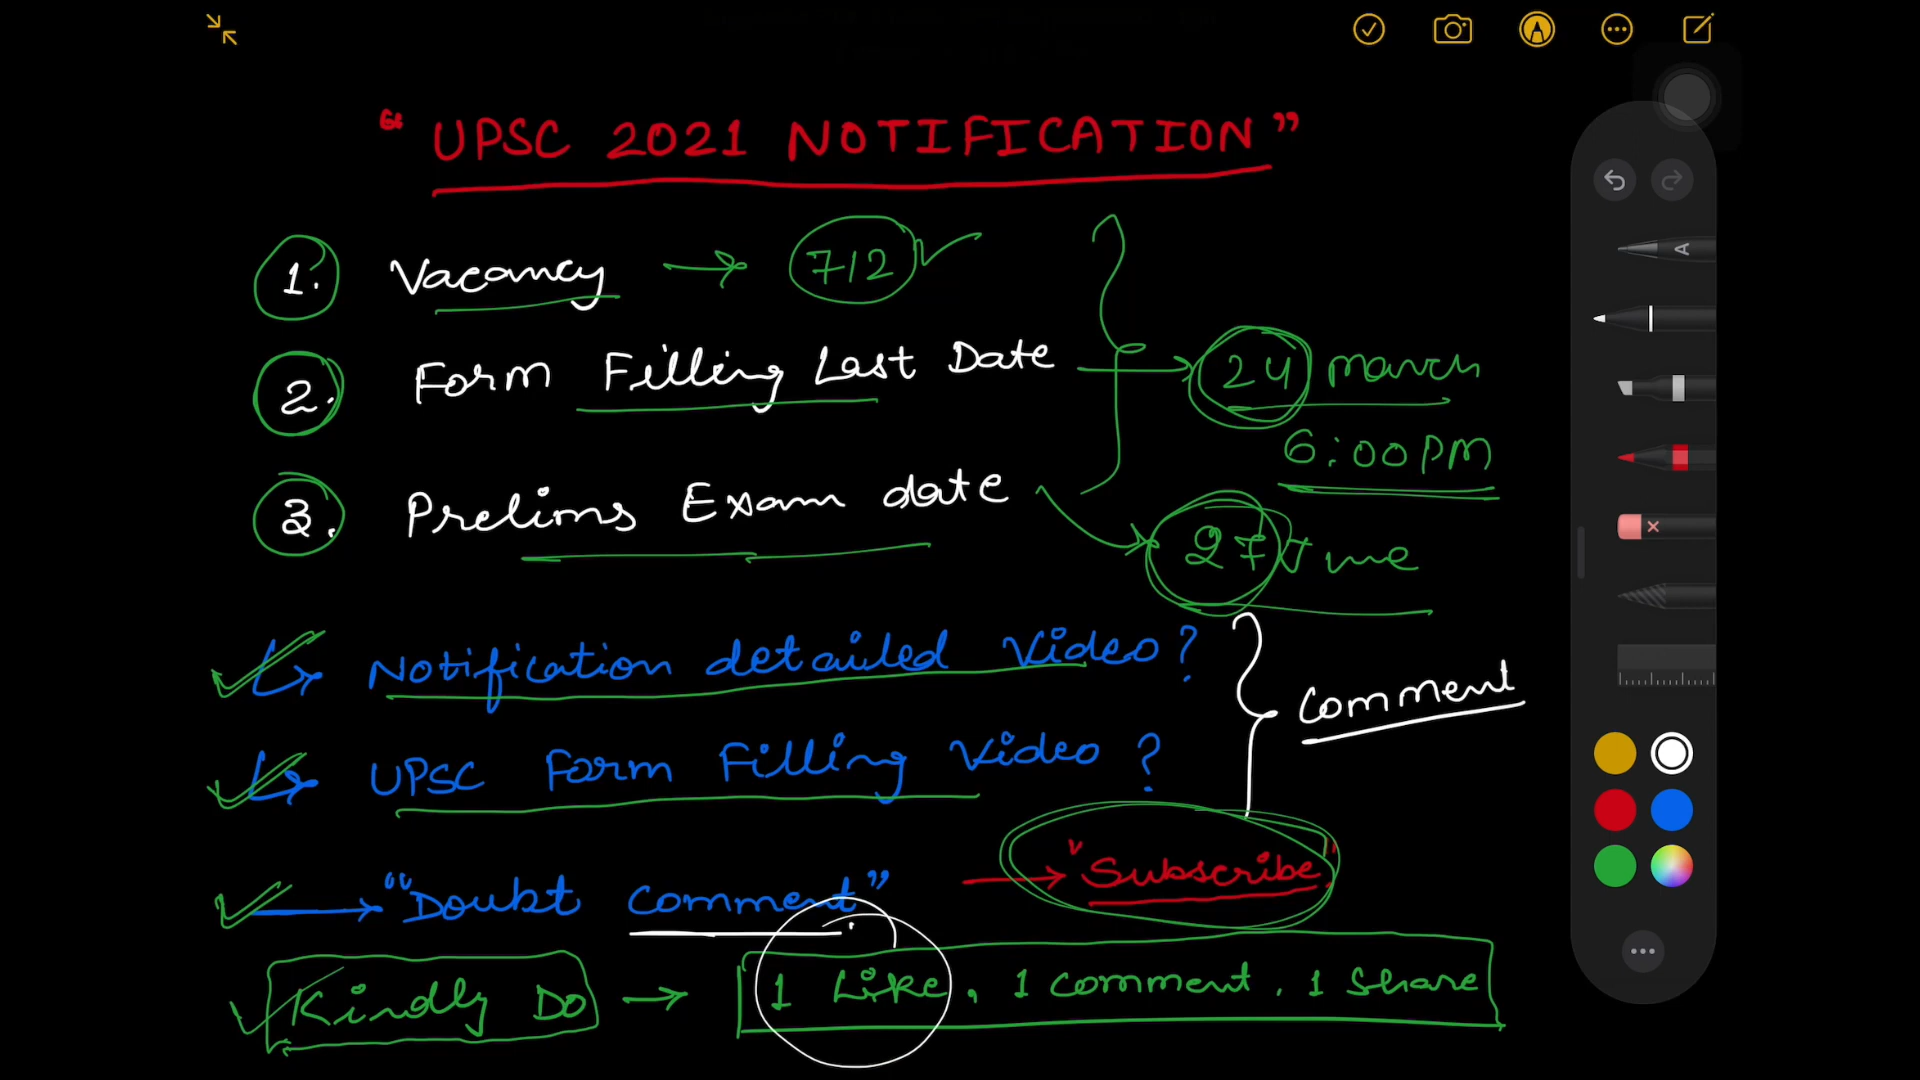 “ UPSC 2021 NOTIFICATION ”
1. Vacancy → 712 ✓
2. Form Filling Last Date → 24 march
6:00 PM
3. Prelims Exam date → 27 June
Notification detailed Video ?
Comment
UPSC Form Filling Video ?
→ "Subscribe"
→ “Doubt Comment”
Kindly Do → 1 Like, 1 Comment, 1 Share
A